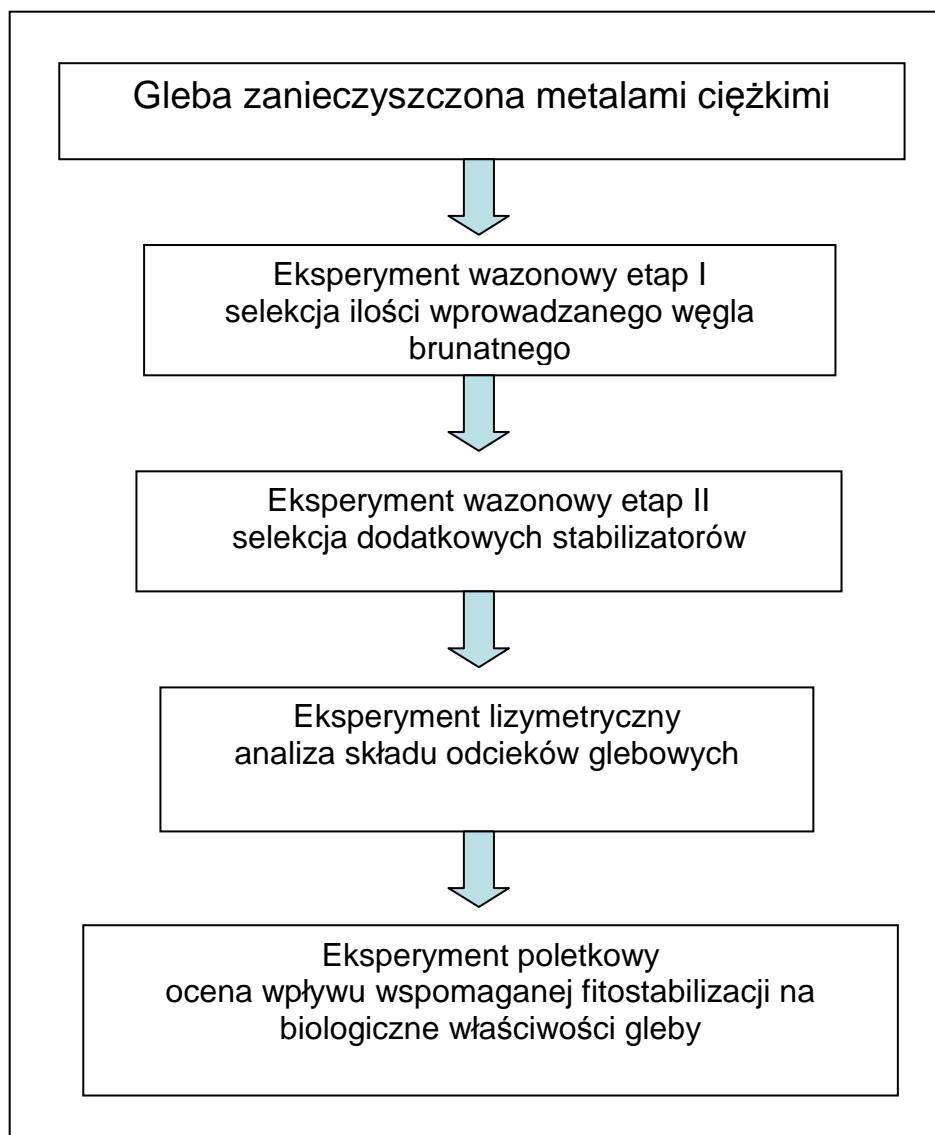 Gleba zanieczyszczona metalami ciężkimi
Eksperyment wazonowy etap I
selekcja ilości wprowadzanego węgla
brunatnego
Eksperyment wazonowy etap II
selekcja dodatkowych stabilizatorów
Eksperyment lizymetryczny
analiza składu odcieków glebowych
Eksperyment poletkowy
ocena wpływu wspomaganej fitostabilizacji na
biologiczne właściwości gleby